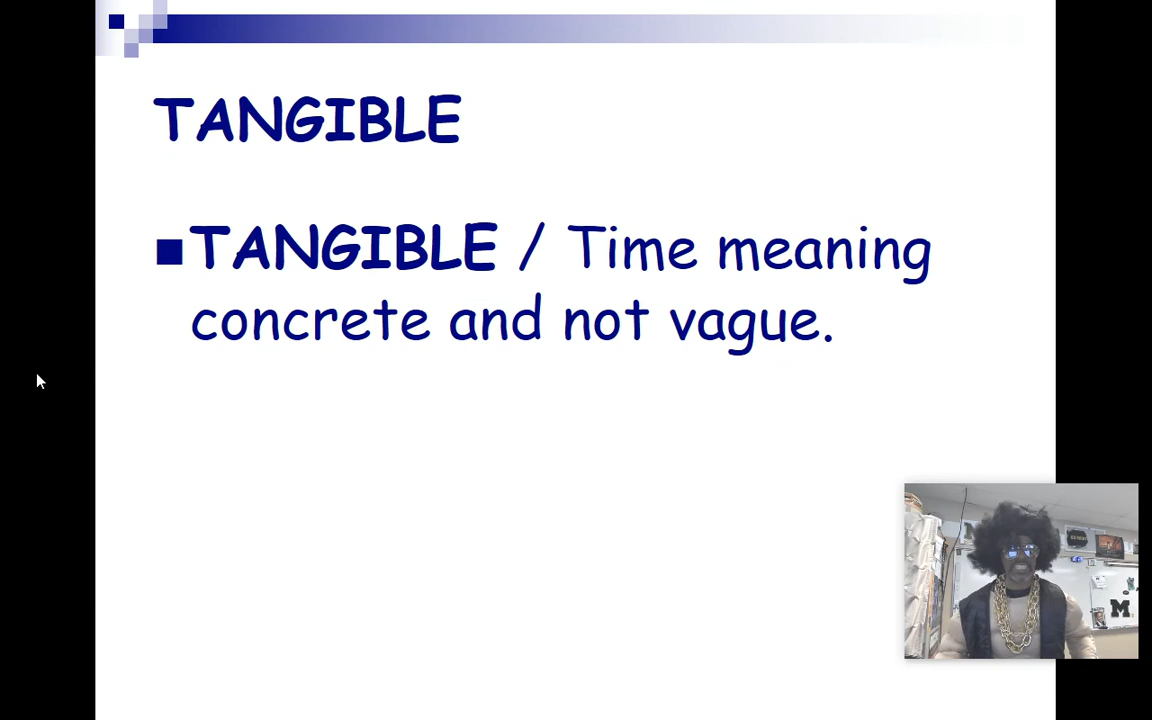 TANGIBLE
TANGIBLE / Time meaning
concrete and not vague.
M